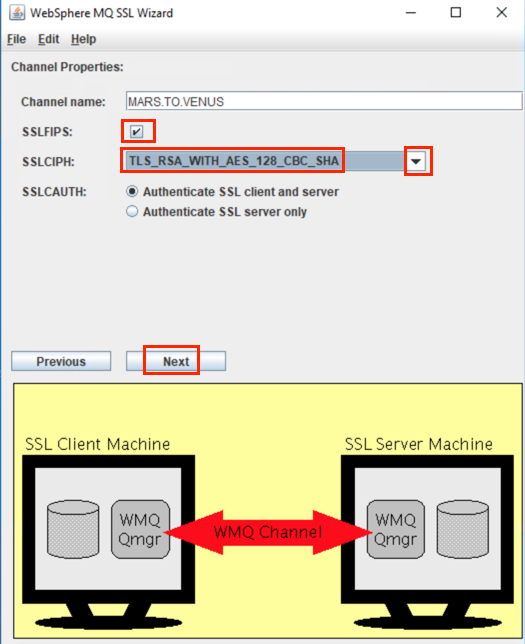 WebSphere MQ SSL Wizard
File Edit Help
Channel Properties:
Channel name: MARS.TO.VENUS
SSLFIPS:
SSLCIPH: TLS_RSA_WITH_AES_128_CBC_SHA
SSLCAUTH: Authenticate SSL client and server
Authenticate SSL server only
Previous Next
SSL Client Machine SSL Server Machine
WMQ Qmgr
WMQ Channel
WMQ Qmgr